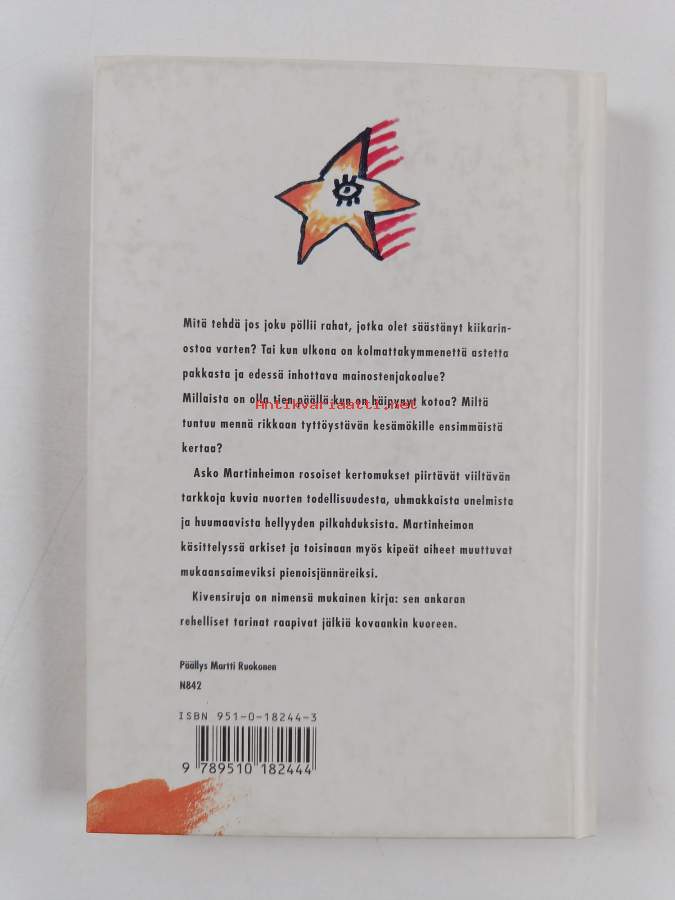 Mitä tehdä jos joku pöllii rahat, jotka olet säästänyt kiikarin-
ostoa varten? Tai kun ulkona on kolmattakymmenettä astetta
pakkasta ja edessä inhottava mainostenjakoalue?
Millaista on olla tien päällä kun on häipynyt kotoa? Miltä
Antikvariaatti.net
tuntuu mennä rikkaan tyttöystävän kesämökille ensimmäistä
kertaa?
Asko Martinheimon rosoiset kertomukset piirtävät viiltävän
tarkkoja kuvia nuorten todellisuudesta, uhmakkaista unelmista
ja huumaavista hellyyden pilkahduksista. Martinheimon
käsittelyssä arkiset ja toisinaan myös kipeät aiheet muuttuvat
mukaansaimeviksi pienoisjännäreiksi.
Kivensiruja on nimensä mukainen kirja: sen ankaran
rehelliset tarinat raapivat jälkiä kovaankin kuoreen.
Päällys Martti Ruokonen
N842
ISBN 951-0-18244-3
9 789510 182444